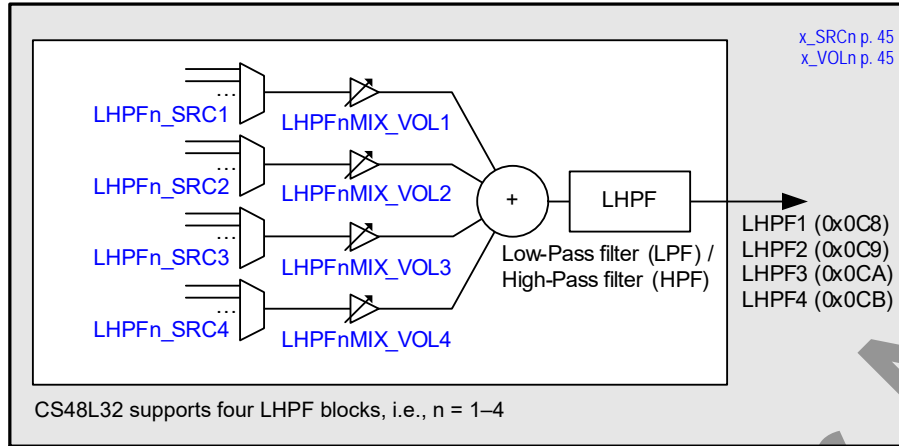 x_SRCn p. 45
x_VOLn p. 45
...
LHPFn_SRC1
LHPFnMIX_VOL1
...
LHPFn_SRC2
LHPFnMIX_VOL2
...
LHPFn_SRC3
LHPFnMIX_VOL3
...
LHPFn_SRC4
LHPFnMIX_VOL4
+
LHPF
Low-Pass filter (LPF) /
High-Pass filter (HPF)
LHPF1 (0x0C8)
LHPF2 (0x0C9)
LHPF3 (0x0CA)
LHPF4 (0x0CB)
CS48L32 supports four LHPF blocks, i.e., n = 1–4